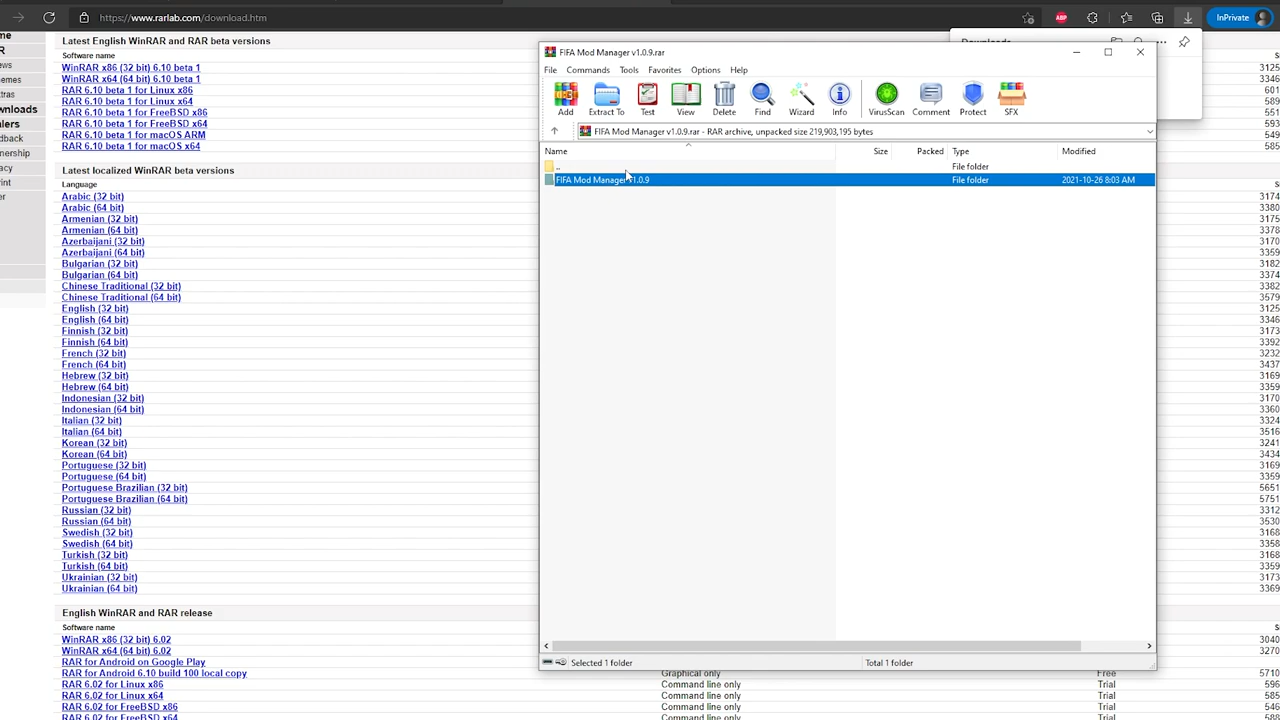 https://www.rarlab.com/download.htm
InPrivate
Latest English WinRAR and RAR beta versions
Software name
WinRAR x86 (32 bit) 6.10 beta 1
WinRAR x64 (64 bit) 6.10 beta 1
RAR 6.10 beta 1 for Linux x86
RAR 6.10 beta 1 for Linux x64
RAR 6.10 beta 1 for FreeBSD x86
RAR 6.10 beta 1 for FreeBSD x64
RAR 6.10 beta 1 for macOS ARM
RAR 6.10 beta 1 for macOS x64
Latest localized WinRAR beta versions
Language
Arabic (32 bit)
Arabic (64 bit)
Armenian (32 bit)
Armenian (64 bit)
Azerbaijani (32 bit)
Azerbaijani (64 bit)
Bulgarian (32 bit)
Bulgarian (64 bit)
Chinese Traditional (32 bit)
Chinese Traditional (64 bit)
English (32 bit)
English (64 bit)
Finnish (32 bit)
Finnish (64 bit)
French (32 bit)
French (64 bit)
Hebrew (32 bit)
Hebrew (64 bit)
Indonesian (32 bit)
Indonesian (64 bit)
Italian (32 bit)
Italian (64 bit)
Korean (32 bit)
Korean (64 bit)
Portuguese (32 bit)
Portuguese (64 bit)
Portuguese Brazilian (32 bit)
Portuguese Brazilian (64 bit)
Russian (32 bit)
Russian (64 bit)
Swedish (32 bit)
Swedish (64 bit)
Turkish (32 bit)
Turkish (64 bit)
Ukrainian (32 bit)
Ukrainian (64 bit)
English WinRAR and RAR release
Software name
WinRAR x86 (32 bit) 6.02
WinRAR x64 (64 bit) 6.02
RAR for Android on Google Play
RAR for Android 6.10 build 100 local copy Graphical only Free 5710
RAR 6.02 for Linux x86 Command line only Trial 596
RAR 6.02 for Linux x64 Command line only Trial 585
RAR 6.02 for FreeBSD x86 Command line only Trial 546
RAR 6.02 for FreeBSD x64 Command line only Trial
FIFA Mod Manager v1.0.9.rar
File Commands Tools Favorites Options Help
Add Extract To Test View Delete Find Wizard Info VirusScan Comment Protect SFX
FIFA Mod Manager v1.0.9.rar - RAR archive, unpacked size 219,903,195 bytes
Name Size Packed Type Modified
.. File folder
FIFA Mod Manager v1.0.9 File folder 2021-10-26 8:03 AM
Selected 1 folder Total 1 folder